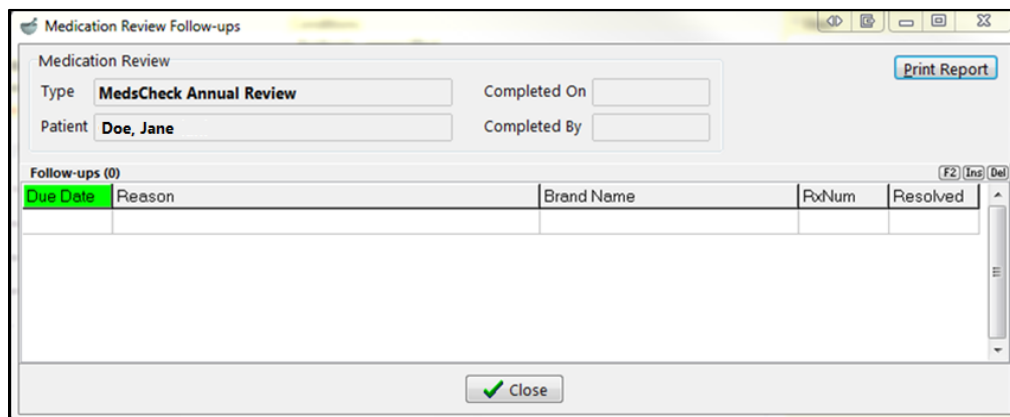 Medication Review Follow-ups
Medication Review
Print Report
Type MedsCheck Annual Review Completed On
Patient Doe, Jane Completed By
Follow-ups (0) F2 Ins Del
Due Date Reason Brand Name RxNum Resolved
Close